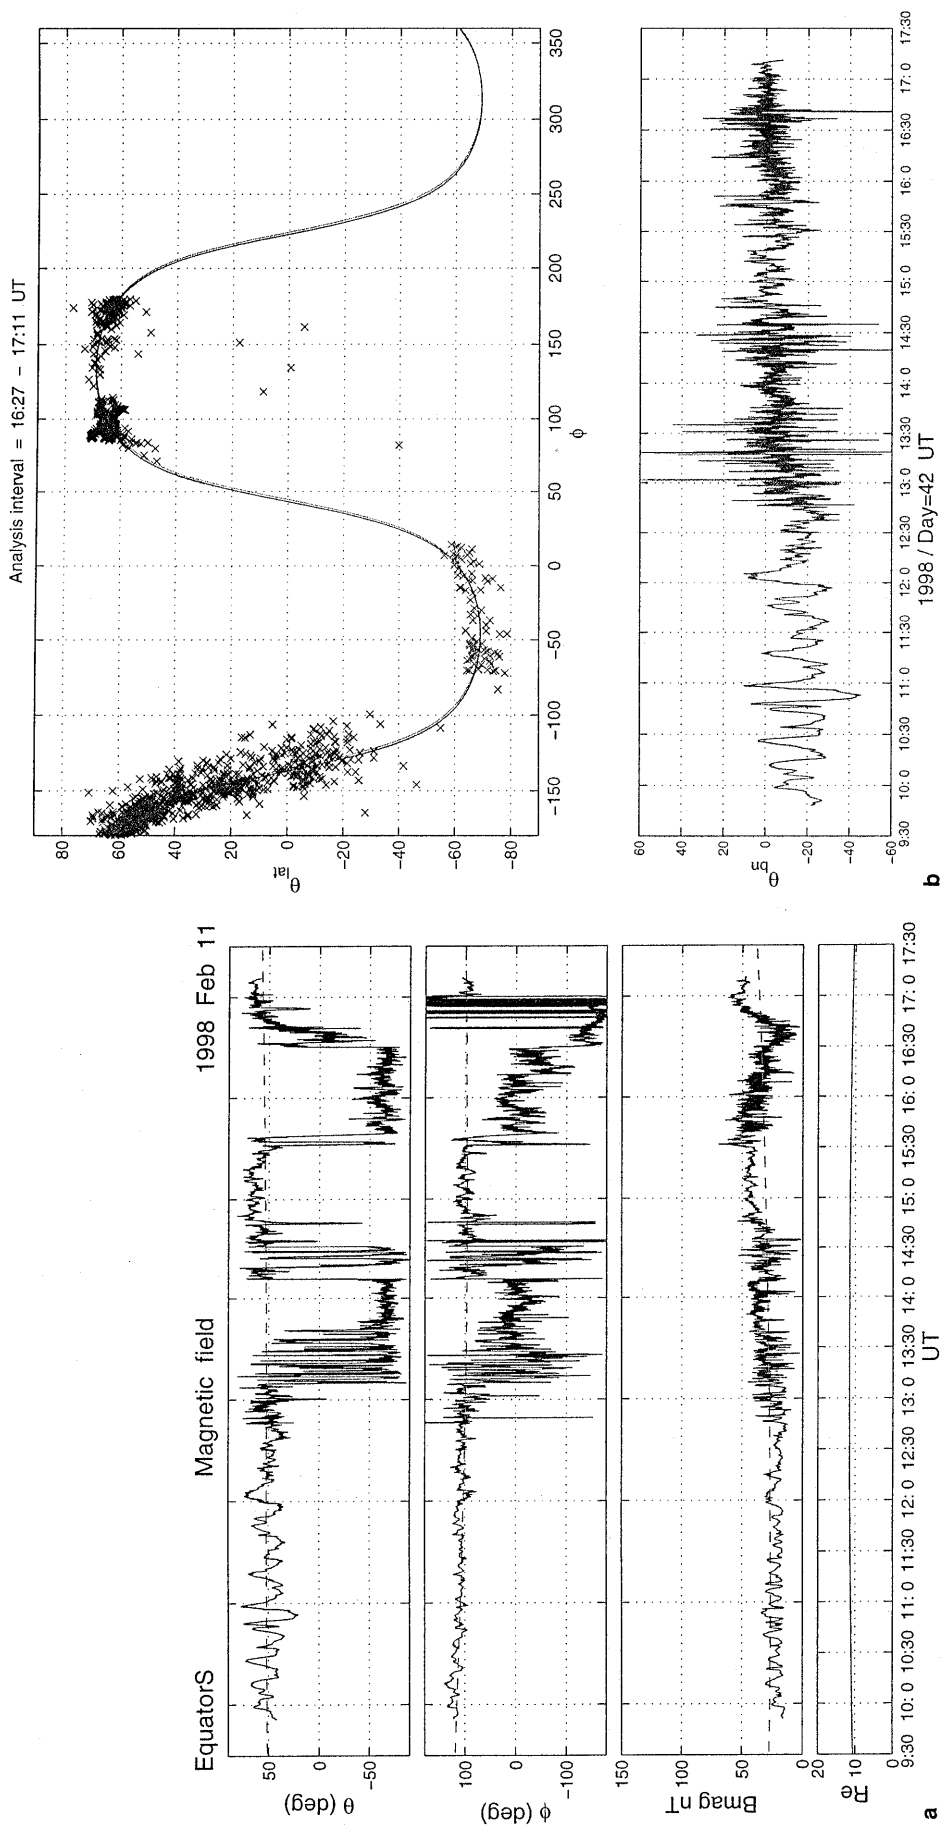 EquatorS Magnetic field 1998 Feb 11
θ (deg)
50
0
-50
φ (deg)
100
0
-100
Bmag nT
150
100
50
0
Re
20
10
0
9:30 10: 0 10:30 11: 0 11:30 12: 0 12:30 13: 0 13:30 14: 0 14:30 15: 0 15:30 16: 0 16:30 17: 0 17:30
UT
a
Analysis interval = 16:27 - 17:11 UT
θlat
80
60
40
20
0
-20
-40
-60
-80
-150 -100 -50 0 50 100 150 200 250 300 350
φ
θbn
60
40
20
0
-20
-40
-60
9:30 10: 0 10:30 11: 0 11:30 12: 0 12:30 13: 0 13:30 14: 0 14:30 15: 0 15:30 16: 0 16:30 17: 0 17:30
1998 / Day=42 UT
b